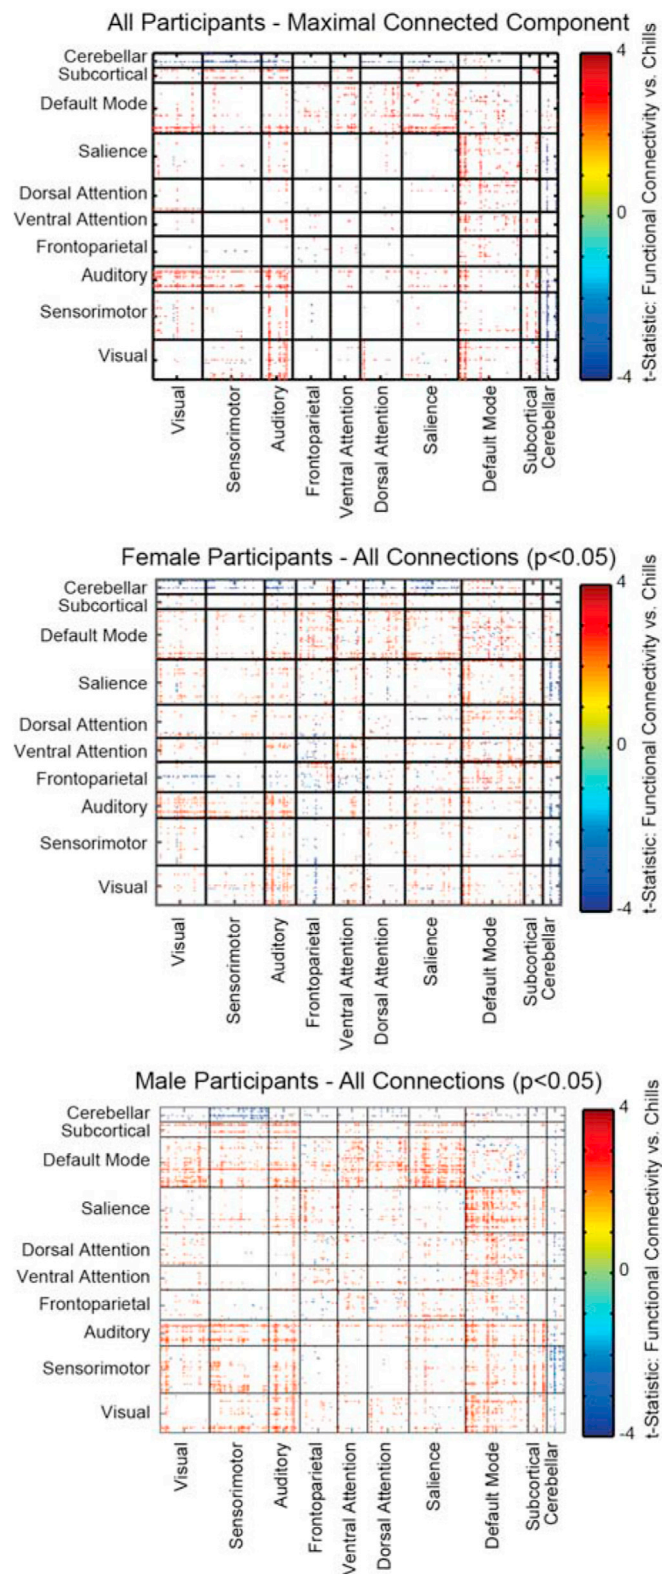 All Participants - Maximal Connected Component
Cerebellar
Subcortical
Default Mode
Salience
Dorsal Attention
Ventral Attention
Frontoparietal
Auditory
Sensorimotor
Visual
Visual
Sensorimotor
Auditory
Frontoparietal
Ventral Attention
Dorsal Attention
Salience
Default Mode
Subcortical
Cerebellar
4
0
-4
t-Statistic: Functional Connectivity vs. Chills
Female Participants - All Connections (p<0.05)
Cerebellar
Subcortical
Default Mode
Salience
Dorsal Attention
Ventral Attention
Frontoparietal
Auditory
Sensorimotor
Visual
Visual
Sensorimotor
Auditory
Frontoparietal
Ventral Attention
Dorsal Attention
Salience
Default Mode
Subcortical
Cerebellar
4
0
-4
t-Statistic: Functional Connectivity vs. Chills
Male Participants - All Connections (p<0.05)
Cerebellar
Subcortical
Default Mode
Salience
Dorsal Attention
Ventral Attention
Frontoparietal
Auditory
Sensorimotor
Visual
Visual
Sensorimotor
Auditory
Frontoparietal
Ventral Attention
Dorsal Attention
Salience
Default Mode
Subcortical
Cerebellar
4
0
-4
t-Statistic: Functional Connectivity vs. Chills